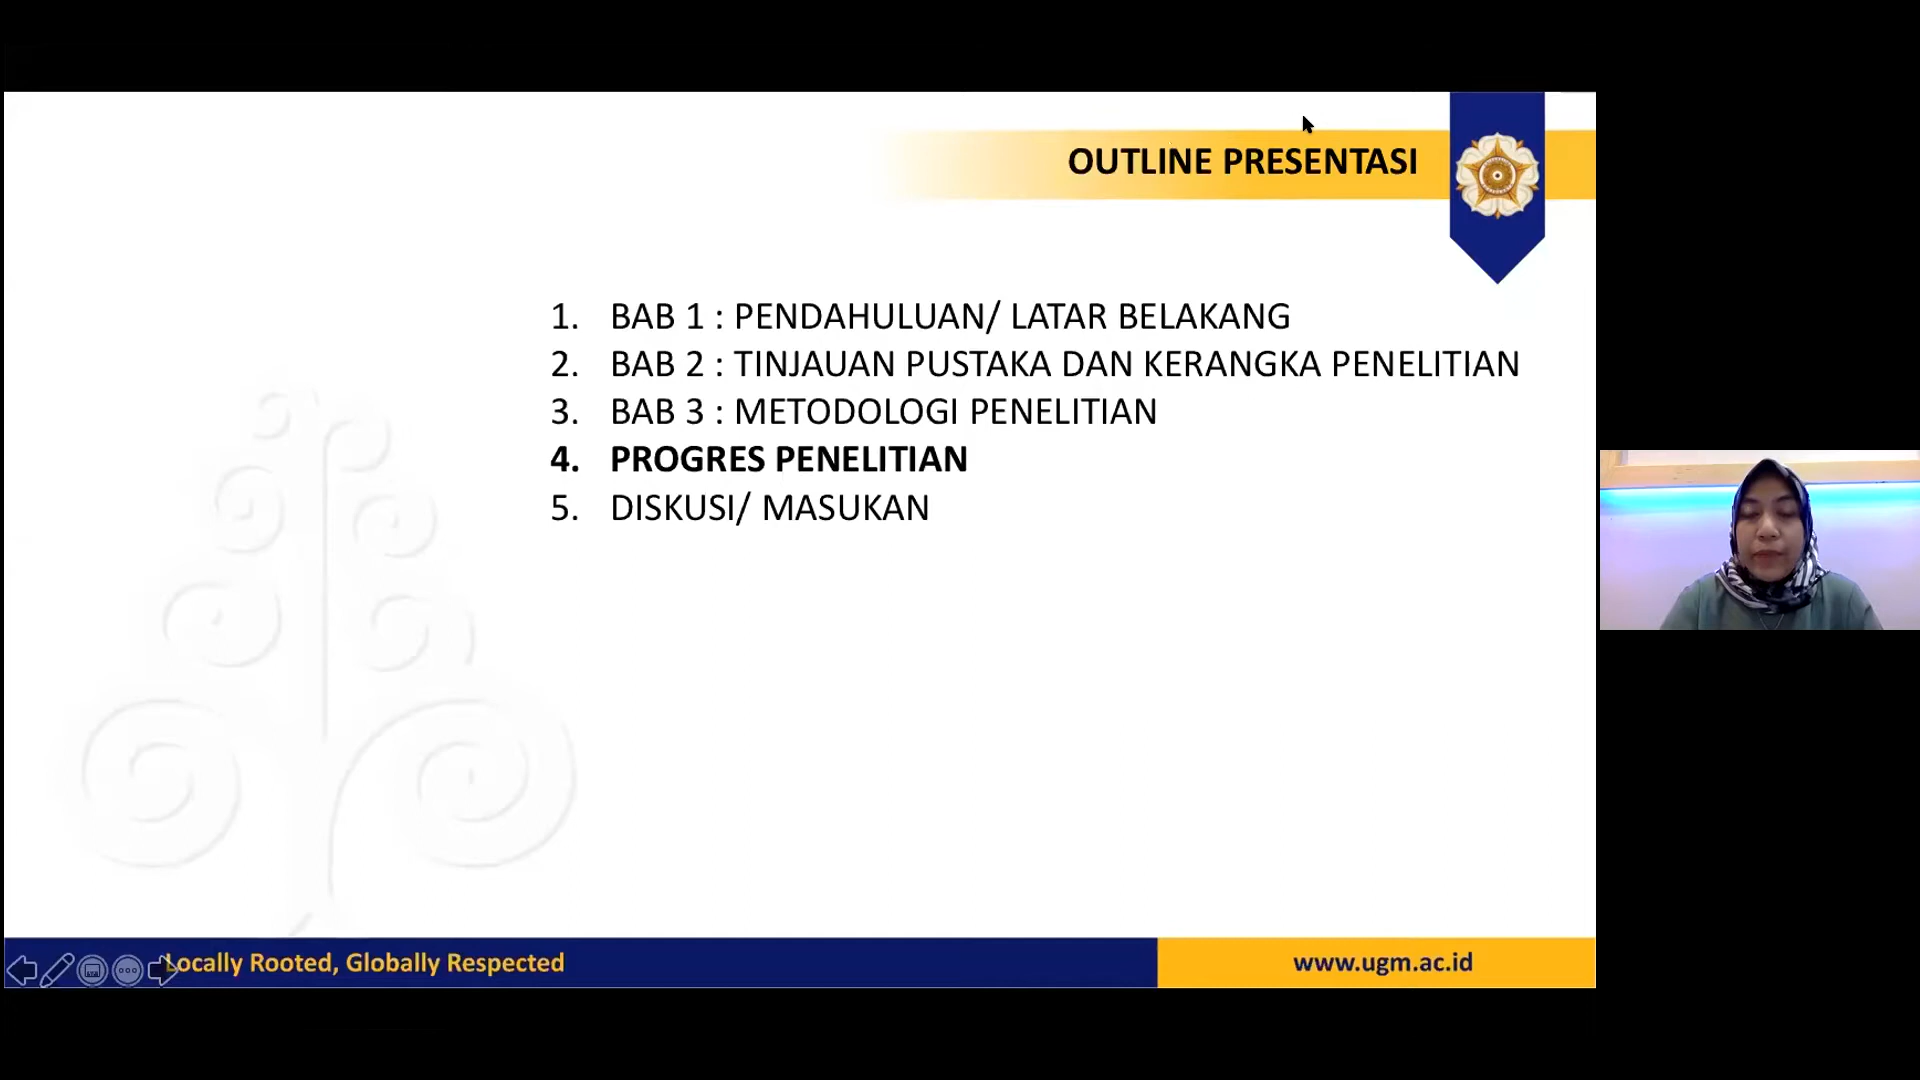 OUTLINE PRESENTASI
1. BAB 1 : PENDAHULUAN/ LATAR BELAKANG
2. BAB 2 : TINJAUAN PUSTAKA DAN KERANGKA PENELITIAN
3. BAB 3 : METODOLOGI PENELITIAN
4. PROGRES PENELITIAN
5. DISKUSI/ MASUKAN
Locally Rooted, Globally Respected
www.ugm.ac.id